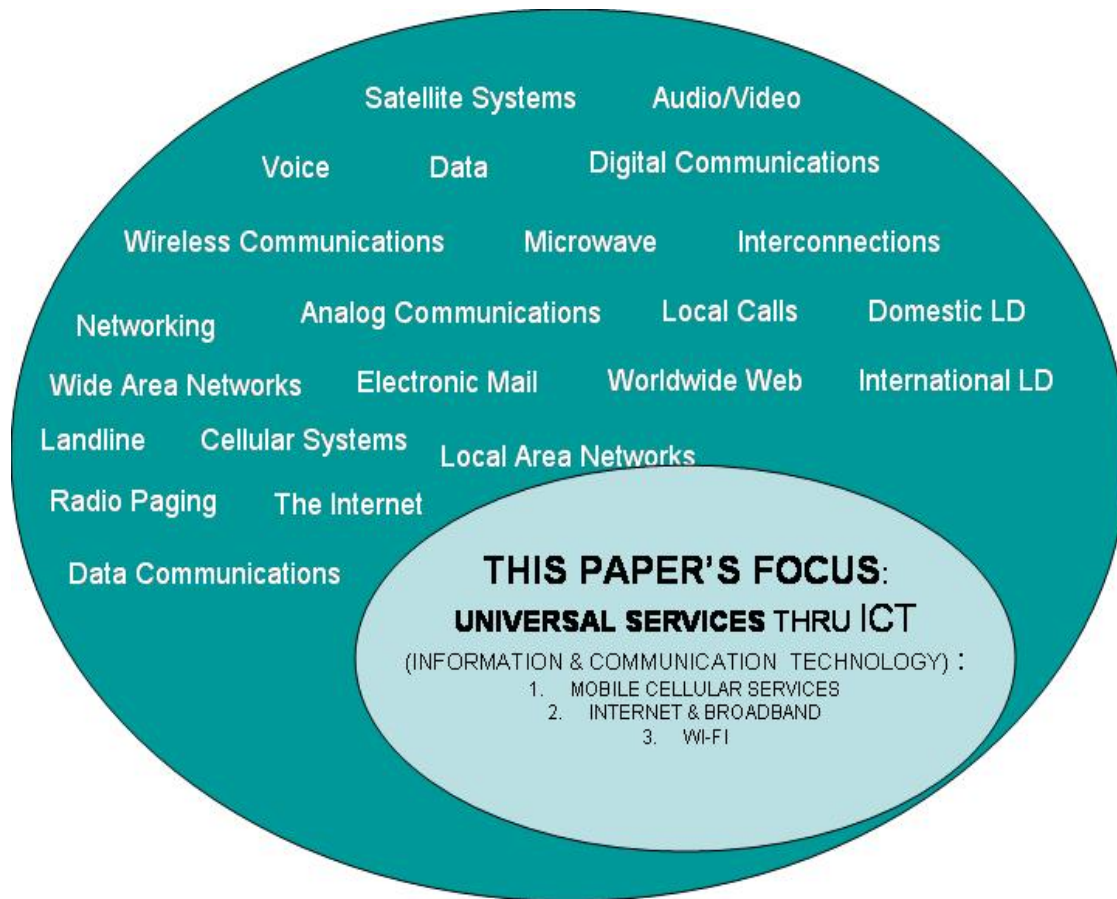 Satellite Systems Audio/Video
Voice Data Digital Communications
Wireless Communications Microwave Interconnections
Networking Analog Communications Local Calls Domestic LD
Wide Area Networks Electronic Mail Worldwide Web International LD
Landline Cellular Systems Local Area Networks
Radio Paging The Internet
Data Communications
THIS PAPER'S FOCUS:
UNIVERSAL SERVICES THRU ICT
(INFORMATION & COMMUNICATION TECHNOLOGY) :
1. MOBILE CELLULAR SERVICES
2. INTERNET & BROADBAND
3. WI-FI